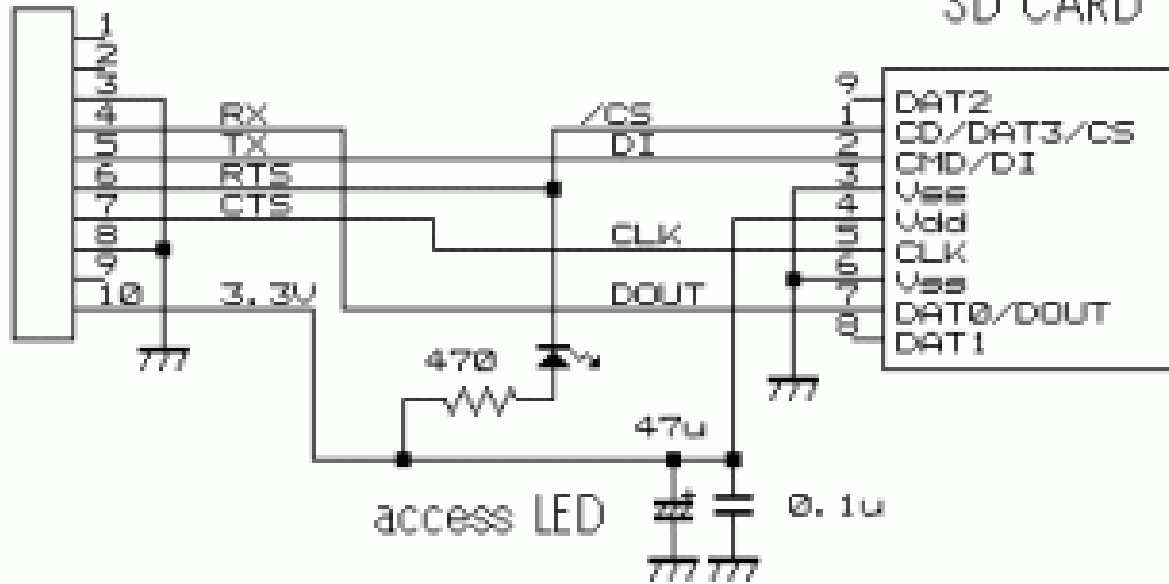 SD CARD
1
2
3
4 RX
5 TX
6 RTS
7 CTS
8
9
10 3.3V
/CS
DI
CLK
DOUT
9 DAT2
1 CD/DAT3/CS
2 CMD/DI
3 Vss
4 Vdd
5 CLK
6 Vss
7 DAT0/DOUT
8 DAT1
470
47u
+
access LED
0.1u